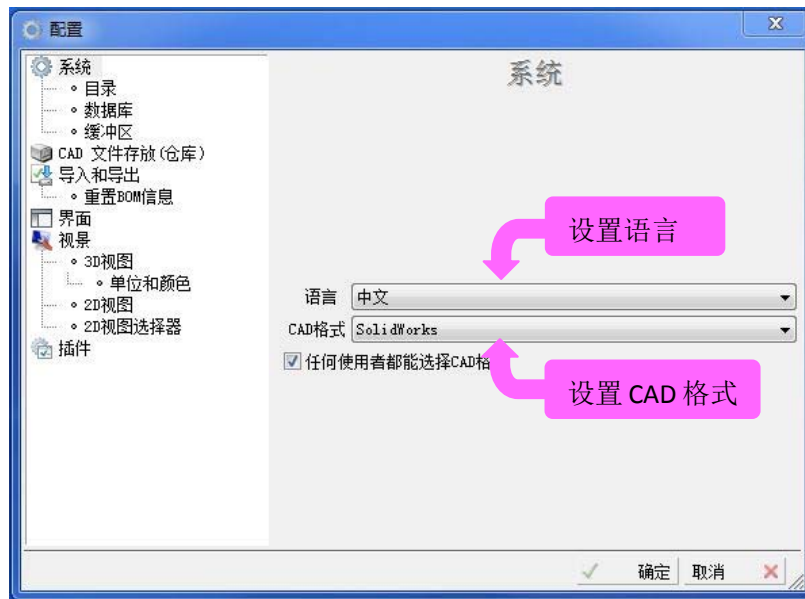 配置
系统
目录
数据库
缓冲区
CAD 文件存放(仓库)
导入和导出
重置BOM信息
界面
视景
3D视图
单位和颜色
2D视图
2D视图选择器
插件
系统
设置语言
语言 中文
CAD格式 SolidWorks
任何使用者都能选择CAD格
设置 CAD 格式
确定 取消